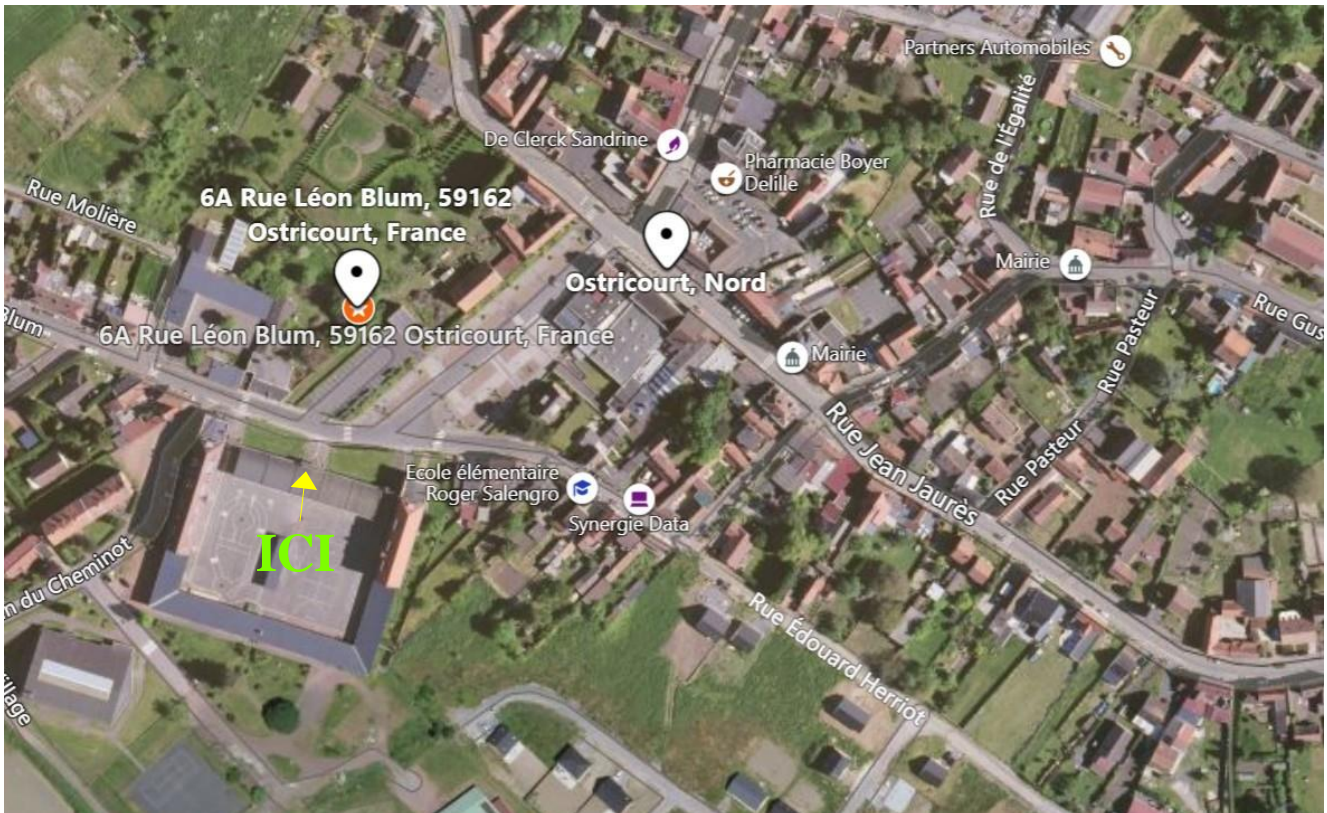 Partners Automobiles
Rue de l'Égalité
De Clerck Sandrine
Pharmacie Boyer
Delille
Rue Molière
6A Rue Léon Blum, 59162
Ostricourt, France
Ostricourt, Nord
Mairie
Rue Gus
Blum
6A Rue Léon Blum, 59162 Ostricourt, France
Mairie
Rue Pasteur
Rue Jean Jaurès
Rue Pasteur
Ecole élémentaire
Roger Salengro
Synergie Data
ICI
n du Cheminot
Rue Édouard Herriot
illage